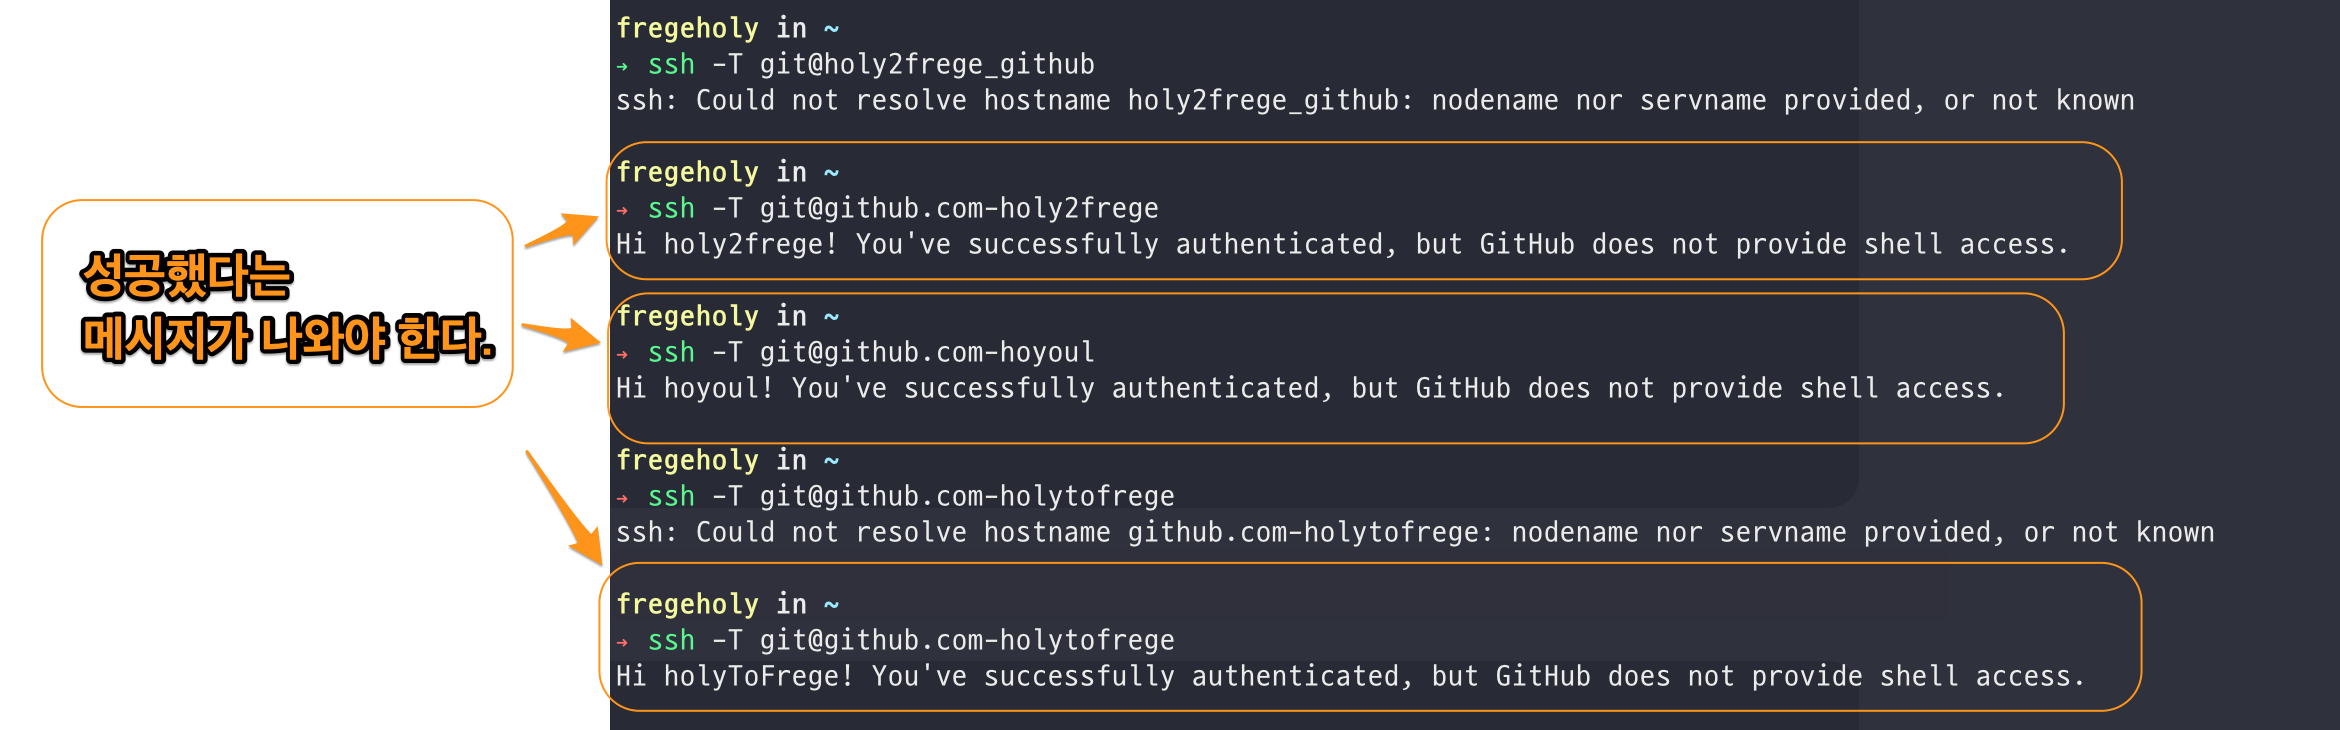 성공했다는
메시지가 나와야 한다.
fregeholy in ~
→ ssh -T git@holy2frege_github
ssh: Could not resolve hostname holy2frege_github: nodename nor servname provided, or not known
fregeholy in ~
→ ssh -T git@github.com-holy2frege
Hi holy2frege! You've successfully authenticated, but GitHub does not provide shell access.
fregeholy in ~
→ ssh -T git@github.com-hoyoul
Hi hoyoul! You've successfully authenticated, but GitHub does not provide shell access.
fregeholy in ~
→ ssh -T git@github.com-holytofrege
ssh: Could not resolve hostname github.com-holytofrege: nodename nor servname provided, or not known
fregeholy in ~
→ ssh -T git@github.com-holytofrege
Hi holyToFrege! You've successfully authenticated, but GitHub does not provide shell access.